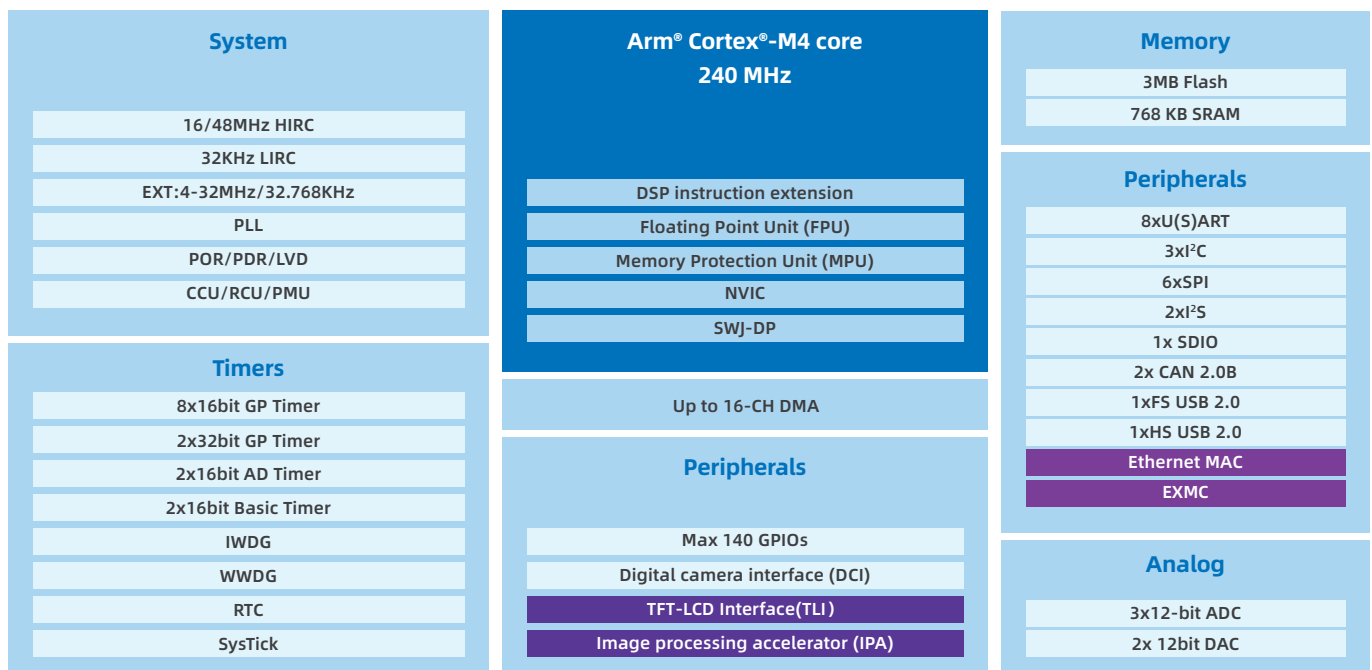 System
16/48MHz HIRC
32KHz LIRC
EXT:4-32MHz/32.768KHz
PLL
POR/PDR/LVD
CCU/RCU/PMU
Timers
8x16bit GP Timer
2x32bit GP Timer
2x16bit AD Timer
2x16bit Basic Timer
IWDG
WWDG
RTC
SysTick
Arm® Cortex®-M4 core
240 MHz
DSP instruction extension
Floating Point Unit (FPU)
Memory Protection Unit (MPU)
NVIC
SWJ-DP
Up to 16-CH DMA
Peripherals
Max 140 GPIOs
Digital camera interface (DCI)
TFT-LCD Interface(TLI)
Image processing accelerator (IPA)
Memory
3MB Flash
768 KB SRAM
Peripherals
8xU(S)ART
3xI²C
6xSPI
2xI²S
1x SDIO
2x CAN 2.0B
1xFS USB 2.0
1xHS USB 2.0
Ethernet MAC
EXMC
Analog
3x12-bit ADC
2x 12bit DAC